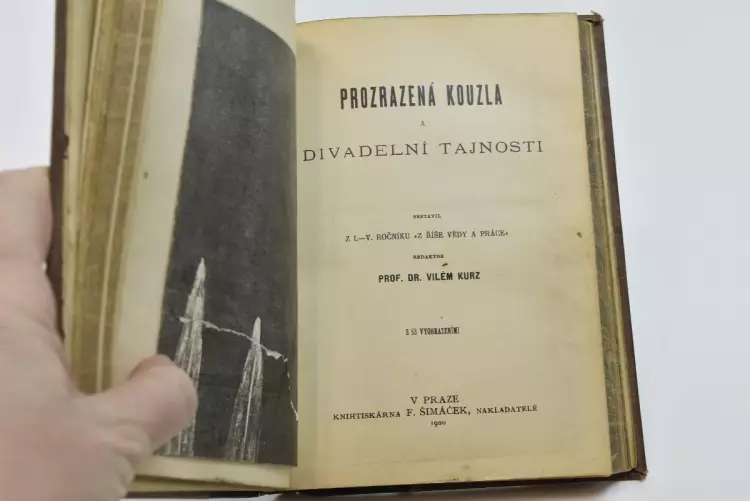 PROZRAZENÁ KOUZLA
A
DIVADELNÍ TAJNOSTI
SESTAVIL
Z I.—V. ROČNÍKU »Z ŘÍŠE VĚDY A PRÁCE«
REDAKTOR
PROF. DR. VILÉM KURZ
S 53 VYOBRAZENÍMI
V PRAZE
KNIHTISKÁRNA F. ŠIMÁČEK, NAKLADATELÉ
1900